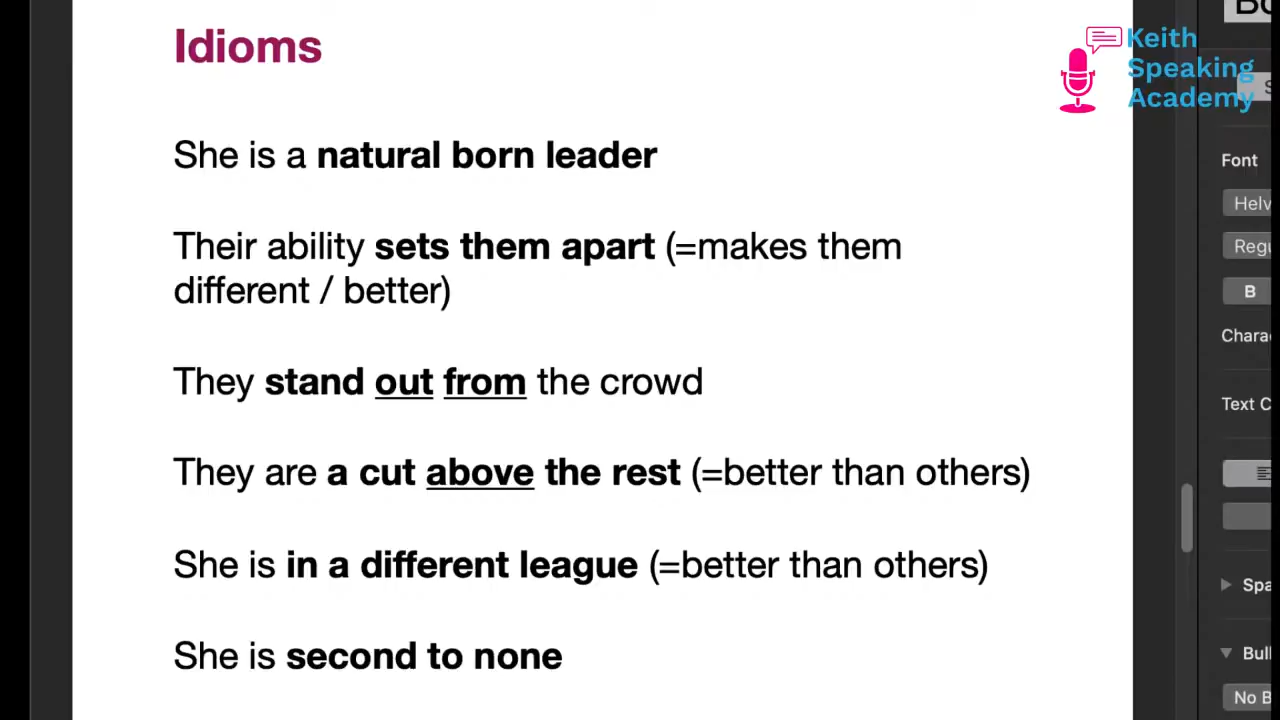 Idioms
Keith
Speaking
Academy
She is a natural born leader
Their ability sets them apart (=makes them
different / better)
They stand out from the crowd
They are a cut above the rest (=better than others)
She is in a different league (=better than others)
She is second to none
Font
B
Text C
No B